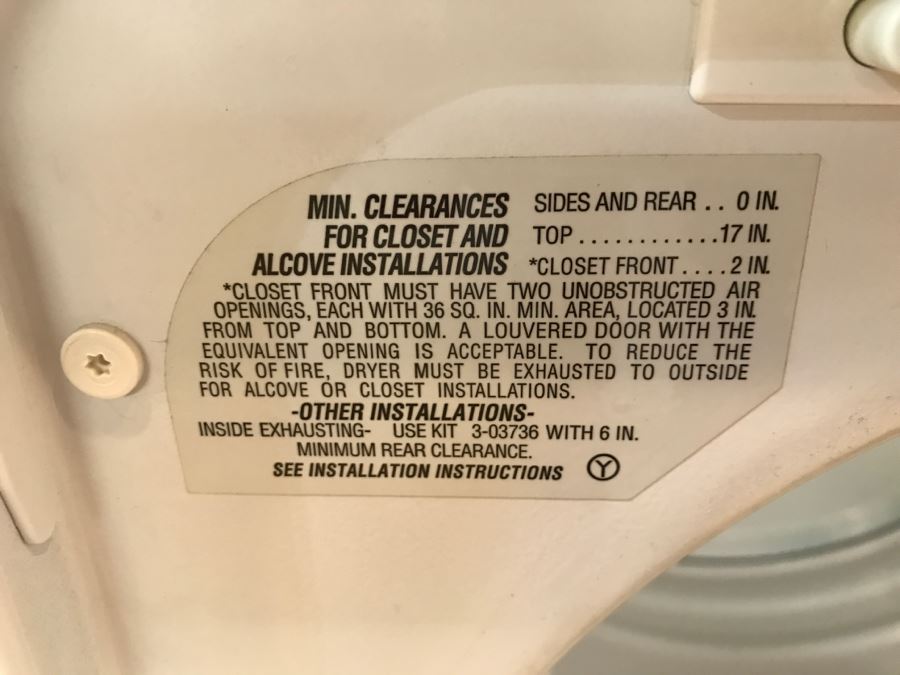 MIN. CLEARANCES
FOR CLOSET AND
ALCOVE INSTALLATIONS
SIDES AND REAR . . 0 IN.
TOP . . . . . . . . . . . . 17 IN.
*CLOSET FRONT . . . . 2 IN.
*CLOSET FRONT MUST HAVE TWO UNOBSTRUCTED AIR
OPENINGS, EACH WITH 36 SQ. IN. MIN. AREA, LOCATED 3 IN.
FROM TOP AND BOTTOM. A LOUVERED DOOR WITH THE
EQUIVALENT OPENING IS ACCEPTABLE. TO REDUCE THE
RISK OF FIRE, DRYER MUST BE EXHAUSTED TO OUTSIDE
FOR ALCOVE OR CLOSET INSTALLATIONS.
-OTHER INSTALLATIONS-
INSIDE EXHAUSTING- USE KIT 3-03736 WITH 6 IN.
MINIMUM REAR CLEARANCE.
SEE INSTALLATION INSTRUCTIONS Ⓨ